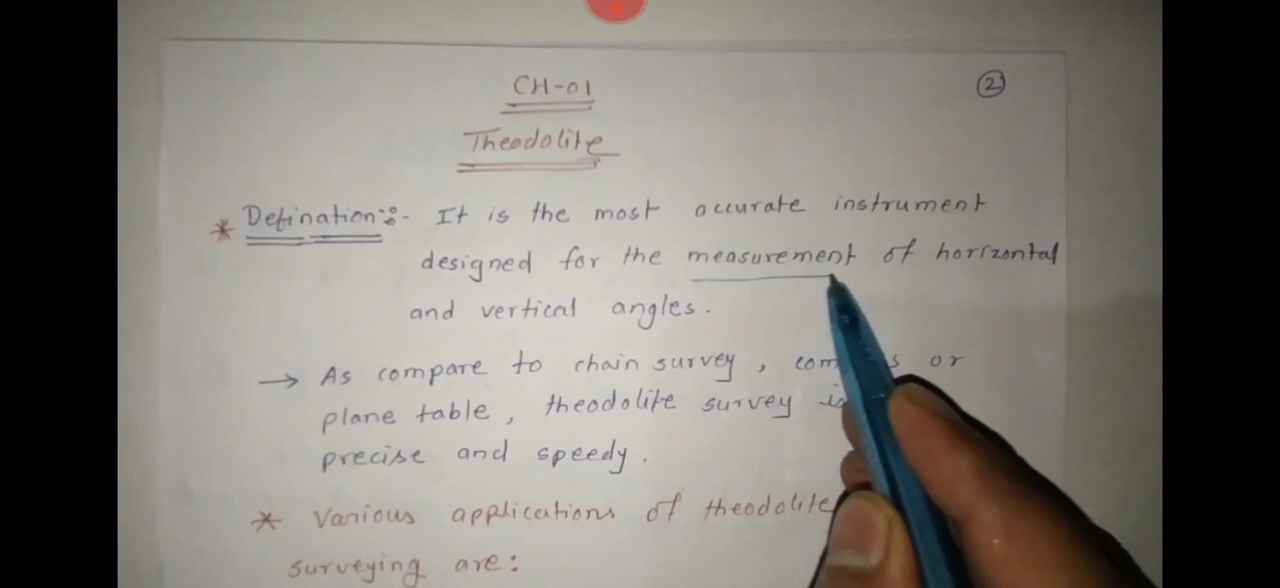 CH-01
2
Theodolite
* Defination:- It is the most accurate instrument
designed for the measurement of horizontal
and vertical angles.
→ As compare to chain survey, or
plane table, theodolite survey is
precise and speedy.
* Various applications of theodolite
surveying are: